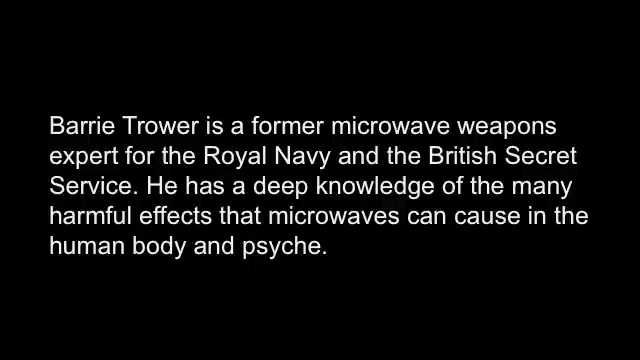 Barrie Trower is a former microwave weapons
expert for the Royal Navy and the British Secret
Service. He has a deep knowledge of the many
harmful effects that microwaves can cause in the
human body and psyche.